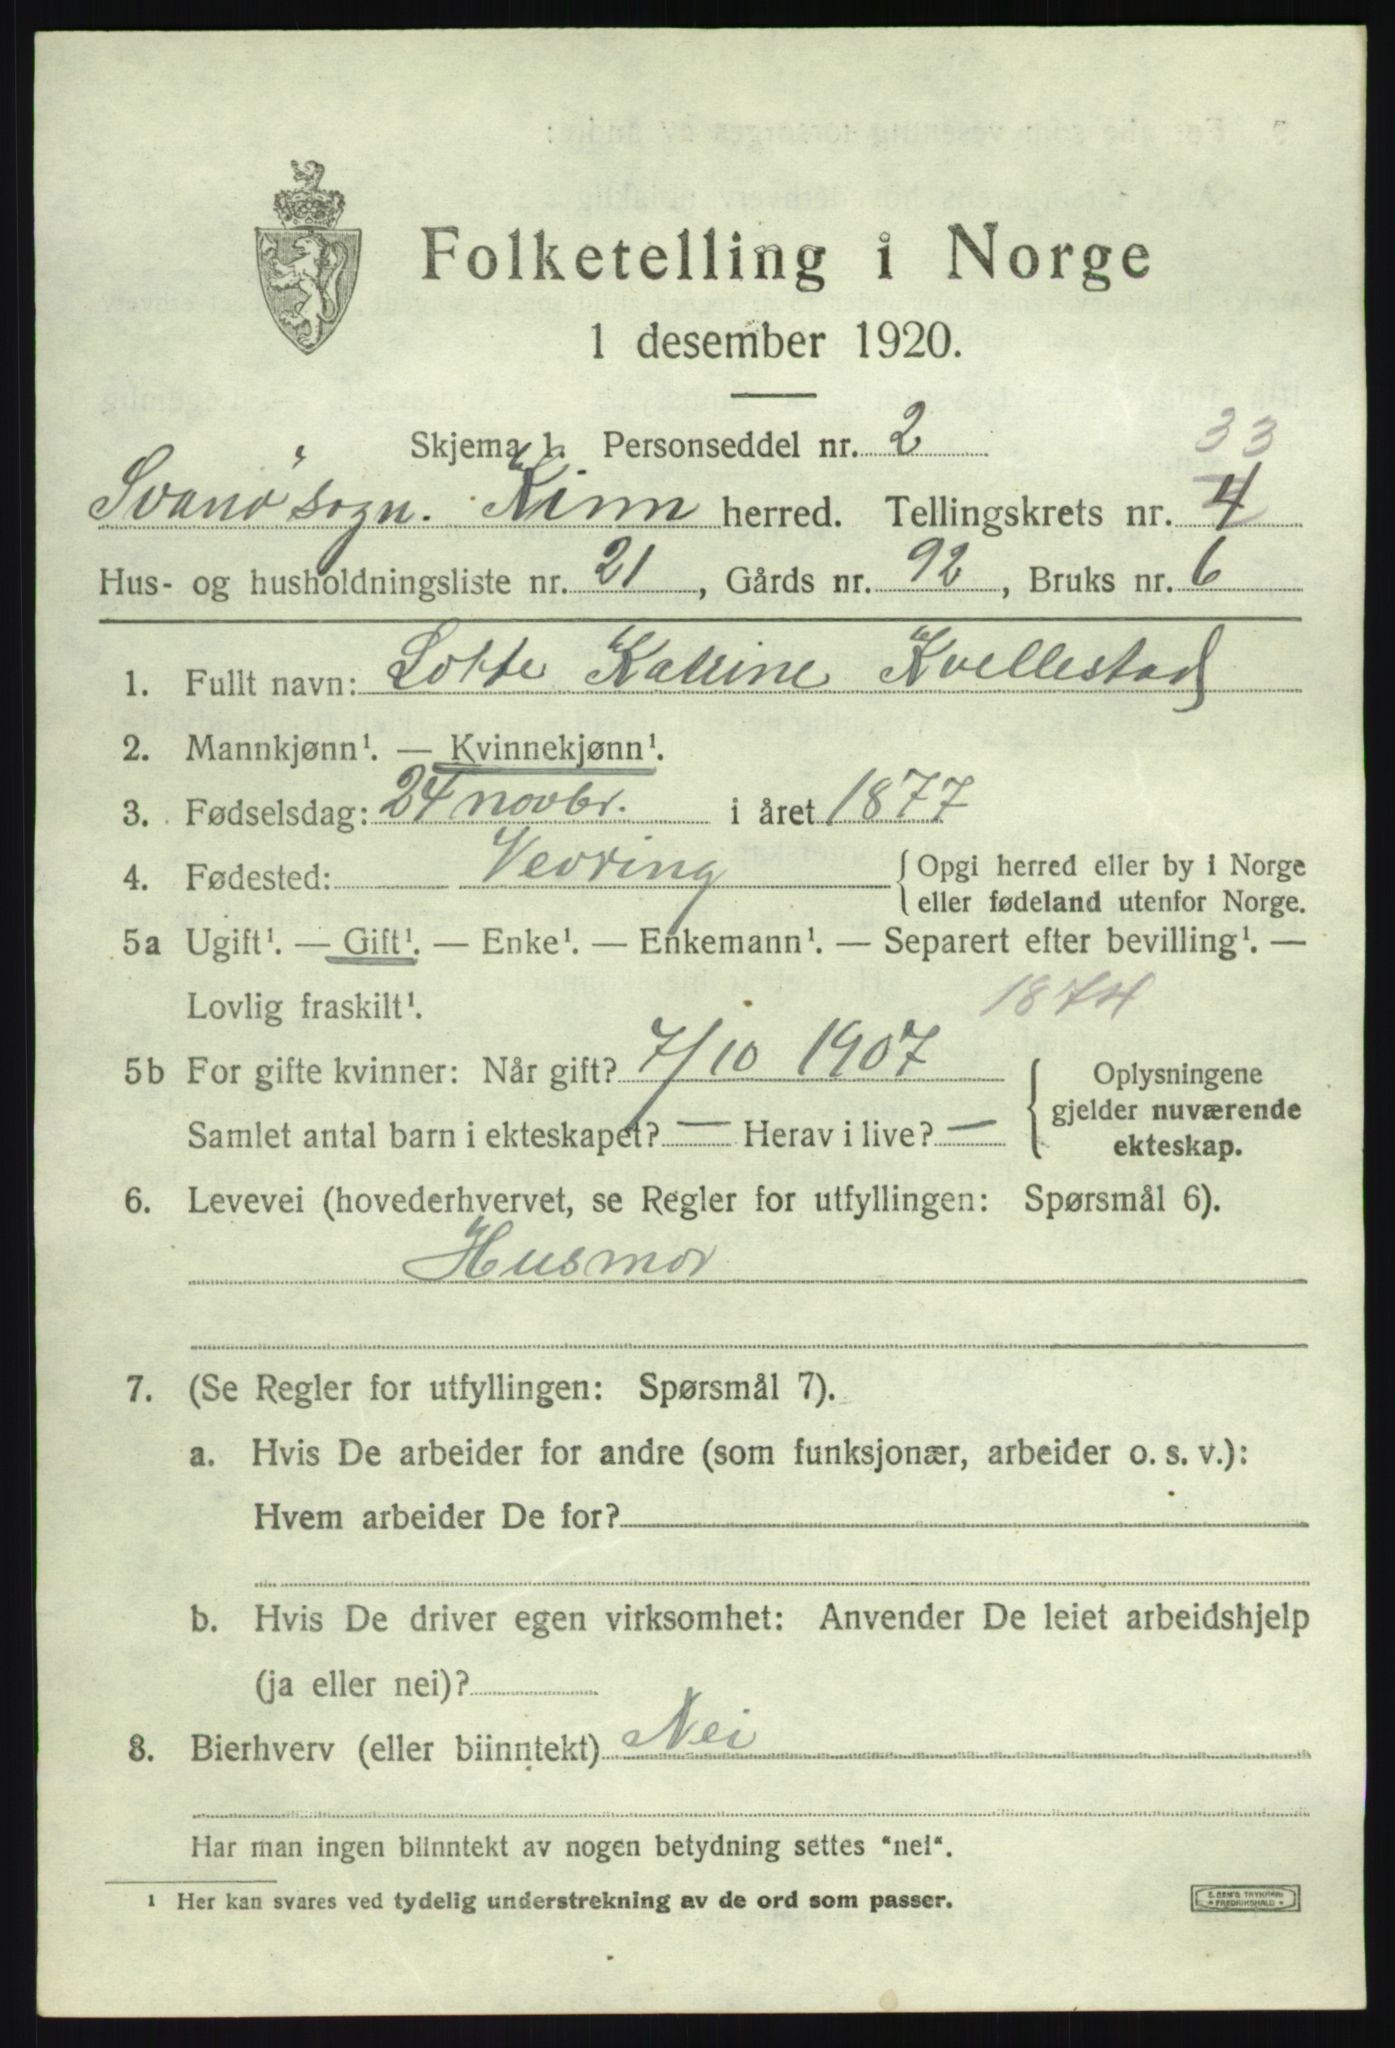 Folketelling i Norge
1 desember 1920.
Skjema 1. Personseddel nr. 2
33
Svanø sogn. Kinn herred. Tellingskrets nr. 4
Hus- og husholdningsliste nr. 21, Gårds nr. 92, Bruks nr. 6
1. Fullt navn: Lotte Katrine Kvellestad
2. Mannkjønn¹. — Kvinnekjønn¹.
3. Fødselsdag: 24 novbr. i året 1877
4. Fødested: Vevring { Opgi herred eller by i Norge
eller fødeland utenfor Norge.
5a Ugift¹. — Gift¹. — Enke¹. — Enkemann¹. — Separert efter bevilling¹. —
Lovlig fraskilt¹.
1874
5b For gifte kvinner: Når gift? 7/10 1907
Samlet antal barn i ekteskapet? — Herav i live? —
Oplysningene
gjelder nuværende
ekteskap.
6. Levevei (hovederhvervet, se Regler for utfyllingen: Spørsmål 6).
Husmor
7. (Se Regler for utfyllingen: Spørsmål 7).
a. Hvis De arbeider for andre (som funksjonær, arbeider o. s. v.):
Hvem arbeider De for?
b. Hvis De driver egen virksomhet: Anvender De leiet arbeidshjelp
(ja eller nei)?
8. Bierhverv (eller biinntekt) Nei
Har man ingen biinntekt av nogen betydning settes "nei".
¹ Her kan svares ved tydelig understrekning av de ord som passer.